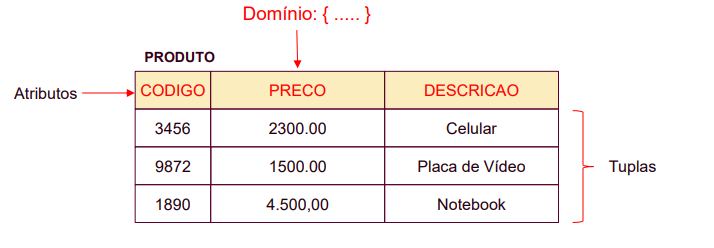 Domínio: { ..... }
PRODUTO
Atributos
CODIGO PRECO DESCRICAO
3456 2300.00 Celular
9872 1500.00 Placa de Vídeo
1890 4.500,00 Notebook
Tuplas